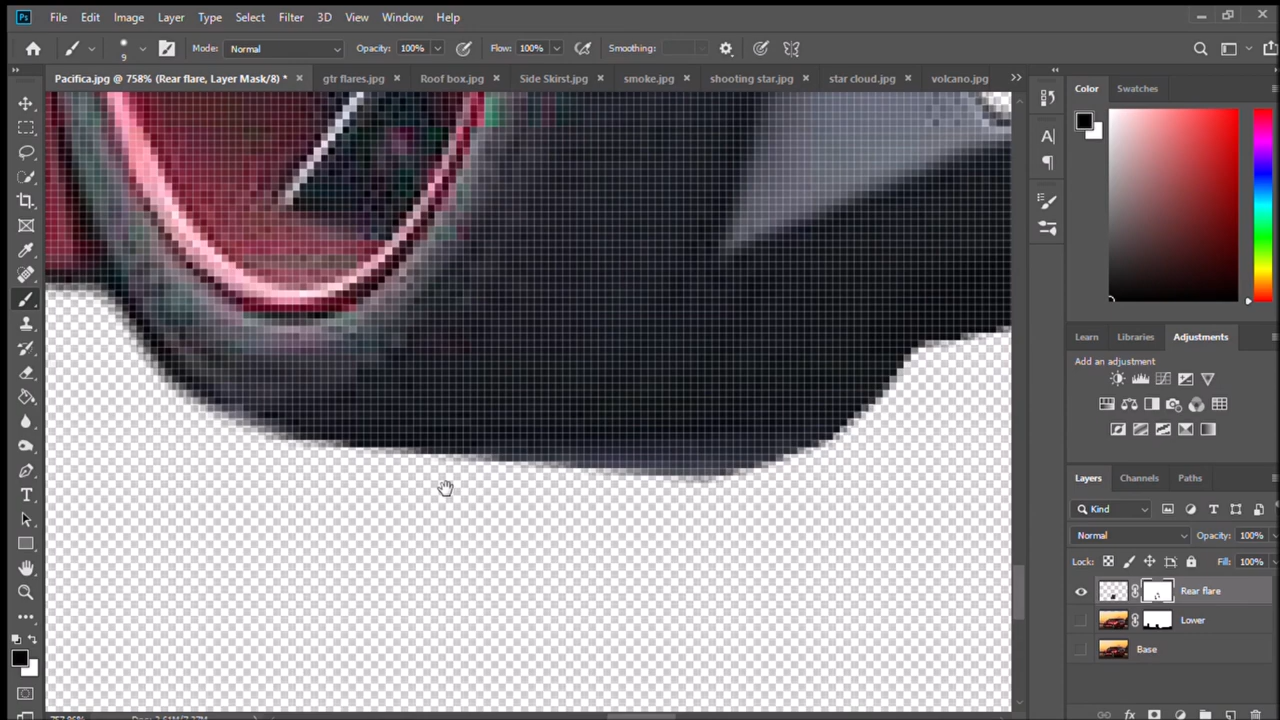 Ps File Edit Image Layer Type Select Filter 3D View Window Help
9 Mode: Normal Opacity: 100% Flow: 100% Smoothing:
Pacifica.jpg @ 758% (Rear flare, Layer Mask/8) * gtr flares.jpg Roof box.jpg Side Skirst.jpg smoke.jpg shooting star.jpg star cloud.jpg volcano.jpg
Color Swatches
Learn Libraries Adjustments
Add an adjustment
Layers Channels Paths
Kind
Normal Opacity: 100%
Lock: Fill: 100%
Rear flare
Lower
Base